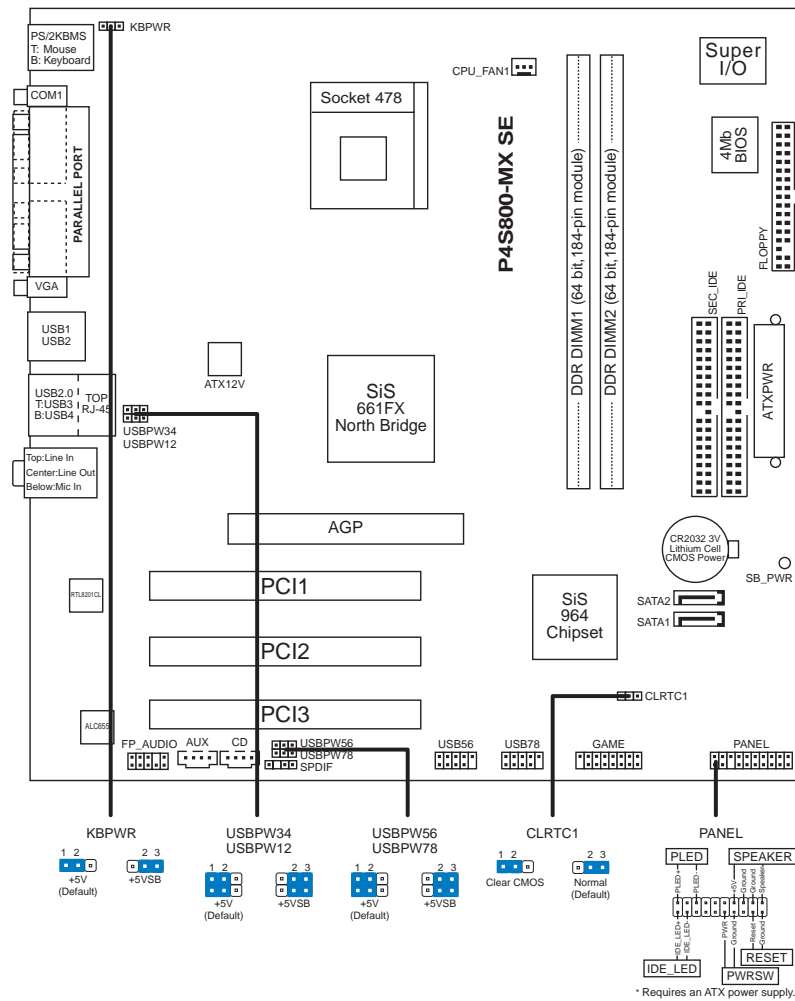 KBPWR
PS/2KBMS
T: Mouse
B: Keyboard
CPU_FAN1
Super
I/O
COM1
Socket 478
PARALLEL PORT
P4S800-MX SE
DDR DIMM1 (64 bit,184-pin module)
DDR DIMM2 (64 bit,184-pin module)
4Mb
BIOS
FLOPPY
VGA
SEC_IDE
PRI_IDE
USB1
USB2
ATX12V
SiS
661FX
North Bridge
ATXPWR
USB2.0
T:USB3
B:USB4
TOP
RJ-45
USBPW34
USBPW12
Top:Line In
Center:Line Out
Below:Mic In
AGP
CR2032 3V
Lithium Cell
CMOS Power
SB_PWR
PCI1
RTL8201CL
SiS
964
Chipset
SATA2
SATA1
PCI2
CLRTC1
PCI3
ALC655
FP_AUDIO
AUX
CD
USBPW56
USBPW78
SPDIF
USB56
USB78
GAME
PANEL
KBPWR
1 2
+5V
(Default)
2 3
+5VSB
USBPW34
USBPW12
1 2
+5V
(Default)
2 3
+5VSB
USBPW56
USBPW78
1 2
+5V
(Default)
2 3
+5VSB
CLRTC1
1 2
Clear CMOS
2 3
Normal
(Default)
PANEL
PLED
SPEAKER
PLED+
PLED-
+5V
Ground
Ground
Speaker
IDE_LED+
IDE_LED-
PWR
Ground
Reset
Ground
IDE_LED
RESET
PWRSW
* Requires an ATX power supply.